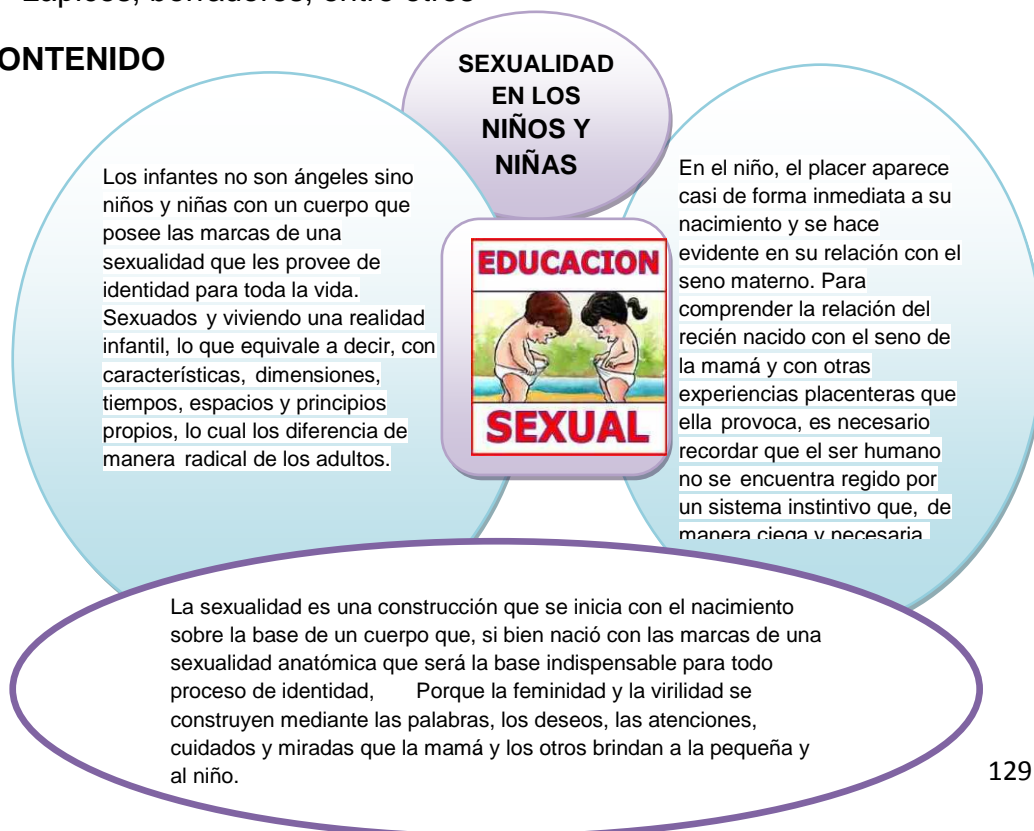 Lápices, borradores, entre otros
ONTENIDO
SEXUALIDAD
EN LOS
NIÑOS Y
NIÑAS
Los infantes no son ángeles sino
niños y niñas con un cuerpo que
posee las marcas de una
sexualidad que les provee de
identidad para toda la vida.
Sexuados y viviendo una realidad
infantil, lo que equivale a decir, con
características, dimensiones,
tiempos, espacios y principios
propios, lo cual los diferencia de
manera radical de los adultos.
EDUCACION
SEXUAL
En el niño, el placer aparece
casi de forma inmediata a su
nacimiento y se hace
evidente en su relación con el
seno materno. Para
comprender la relación del
recién nacido con el seno de
la mamá y con otras
experiencias placenteras que
ella provoca, es necesario
recordar que el ser humano
no se encuentra regido por
un sistema instintivo que, de
manera ciega y necesaria,
La sexualidad es una construcción que se inicia con el nacimiento
sobre la base de un cuerpo que, si bien nació con las marcas de una
sexualidad anatómica que será la base indispensable para todo
proceso de identidad, Porque la feminidad y la virilidad se
construyen mediante las palabras, los deseos, las atenciones,
cuidados y miradas que la mamá y los otros brindan a la pequeña y
al niño.
129